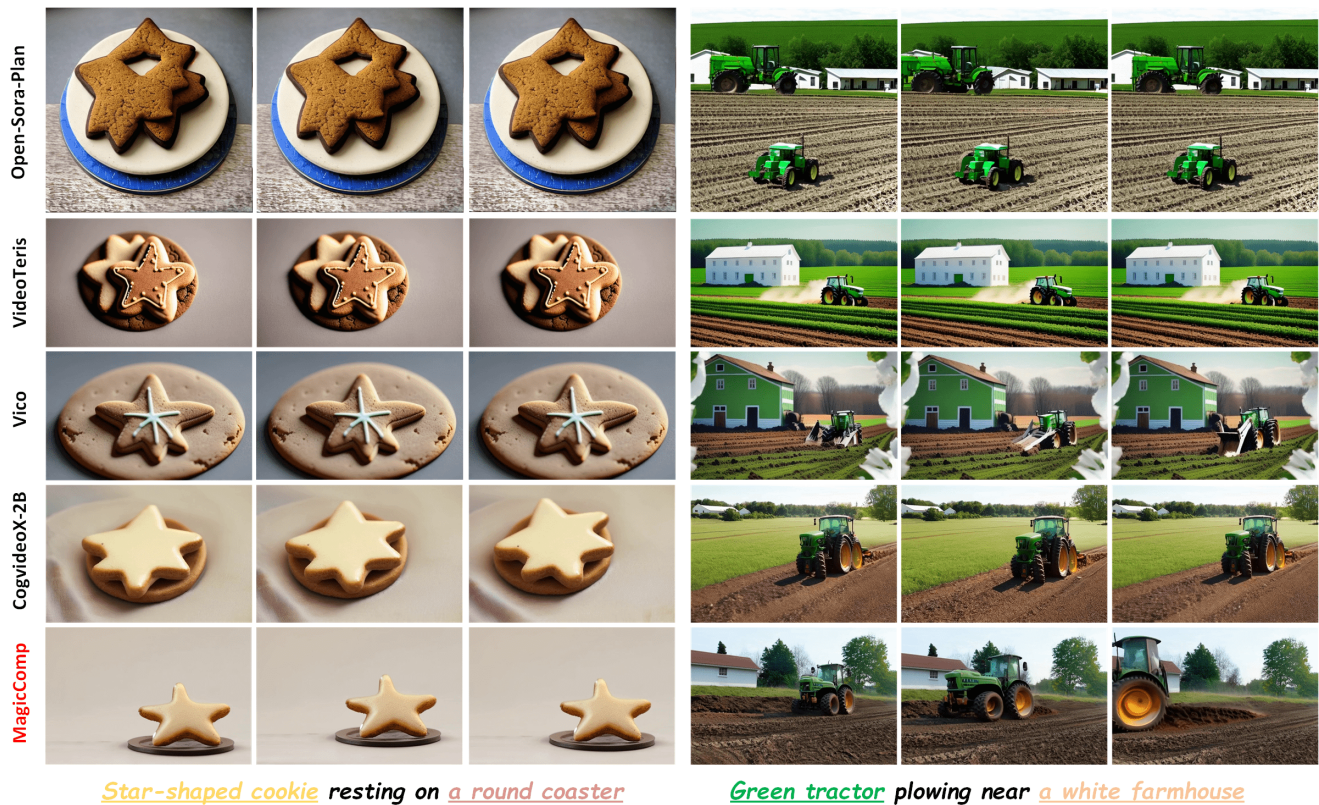 Open-Sora-Plan
VideoTeris
Vico
CogvideoX-2B
MagicComp
Star-shaped cookie resting on a round coaster
Green tractor plowing near a white farmhouse